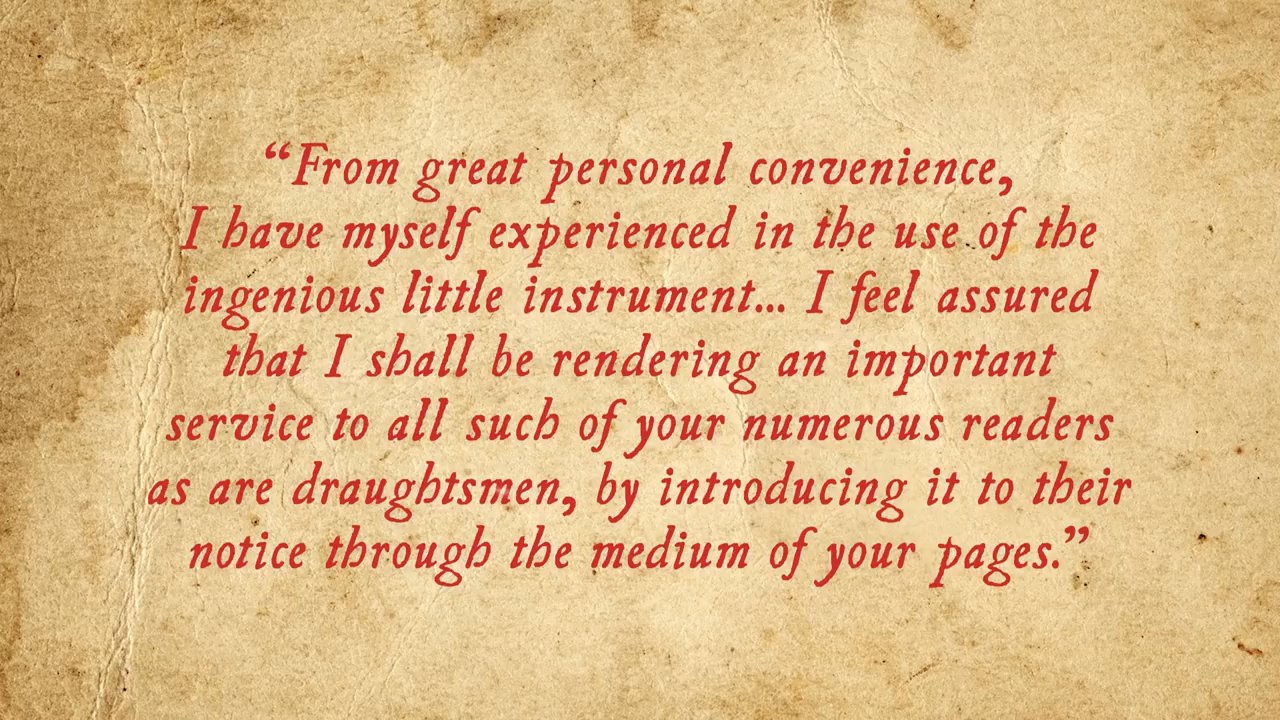 “From great personal convenience,
I have myself experienced in the use of the
ingenious little instrument... I feel assured
that I shall be rendering an important
service to all such of your numerous readers
as are draughtsmen, by introducing it to their
notice through the medium of your pages.”